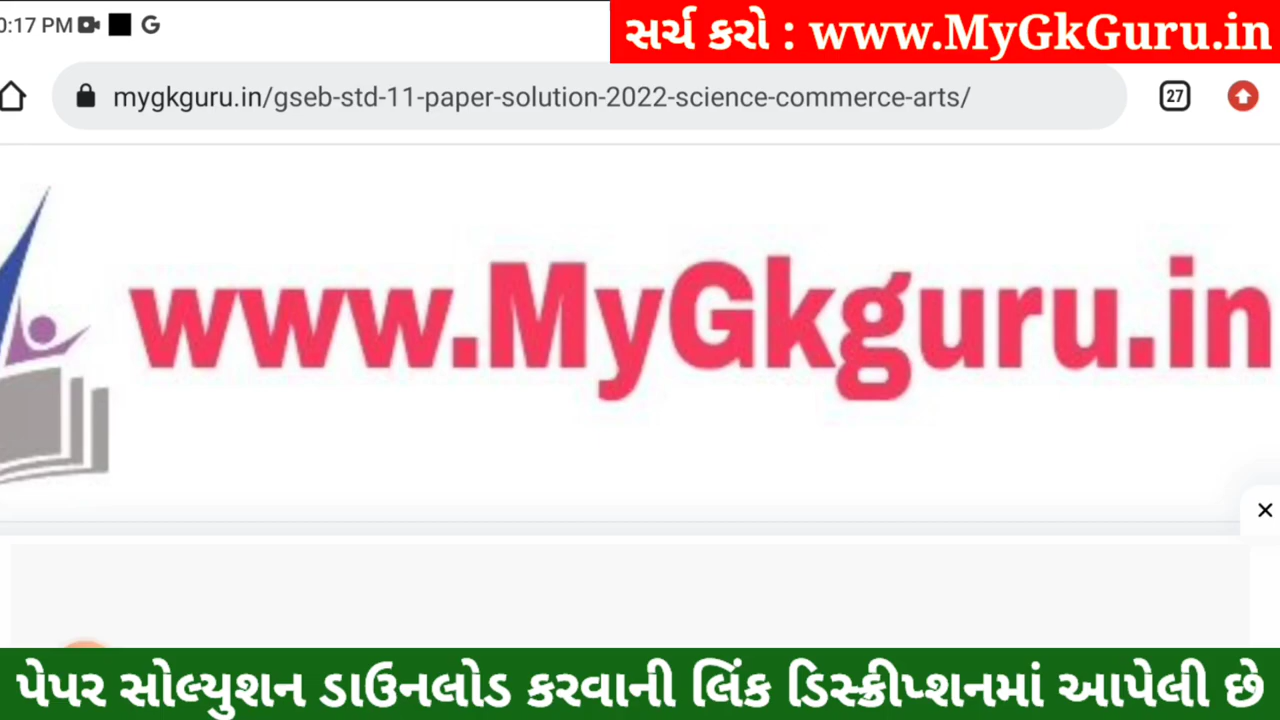 0:17 PM G
સર્ચ કરો : www.MyGkGuru.in
mygkguru.in/gseb-std-11-paper-solution-2022-science-commerce-arts/ 27
www.MyGkguru.in
પેપર સોલ્યુશન ડાઉનલોડ કરવાની લિંક ડિસ્ક્રીપ્શનમાં આપેલી છે